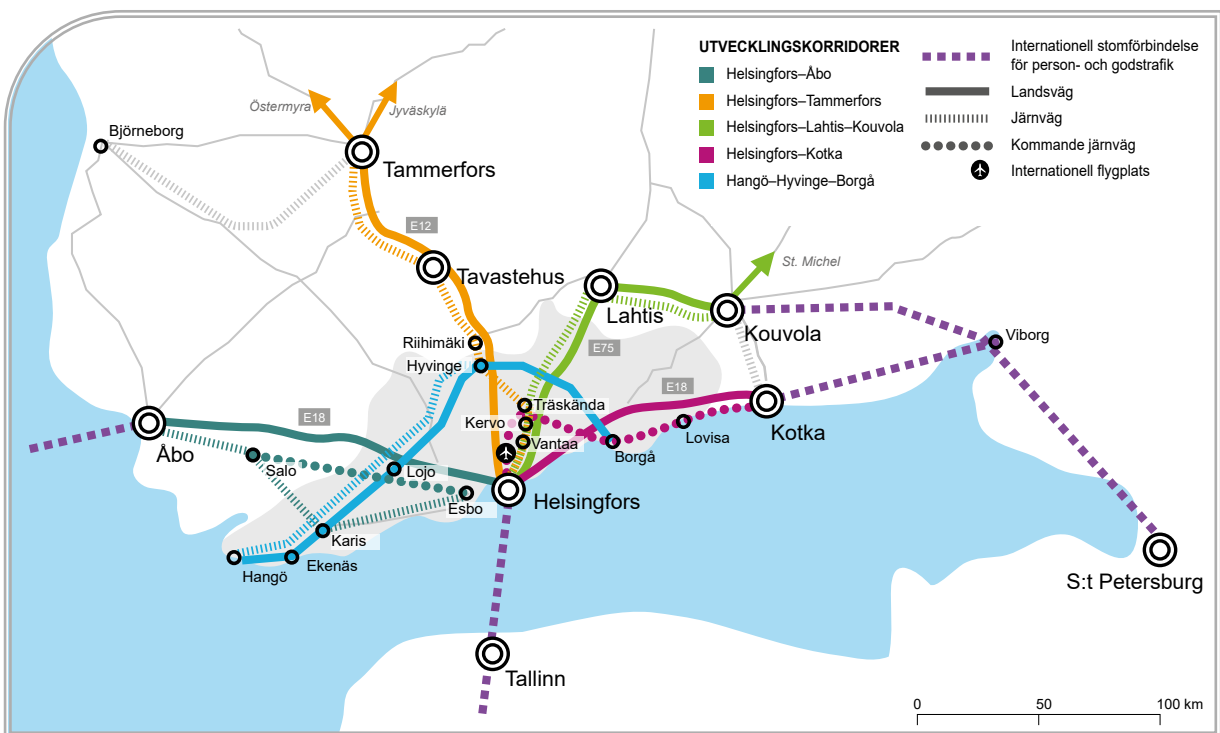 UTVECKLINGSKORRIDORER
Helsingfors–Åbo
Helsingfors–Tammerfors
Helsingfors–Lahtis–Kouvola
Helsingfors–Kotka
Hangö–Hyvinge–Borgå
Internationell stomförbindelse
för person- och godstrafik
Landsväg
Järnväg
Kommande järnväg
Internationell flygplats
Östermyra
Jyväskylä
Björneborg
Tammerfors
E12
Tavastehus
St. Michel
Lahtis
Kouvola
Riihimäki
Viborg
E75
Hyvinge
E18
Träskända
Kervo
Lovisa
Kotka
E18
Vantaa
Borgå
Åbo
Salo
Lojo
Helsingfors
Esbo
Karis
Ekenäs
Hangö
S:t Petersburg
Tallinn
0
50
100 km